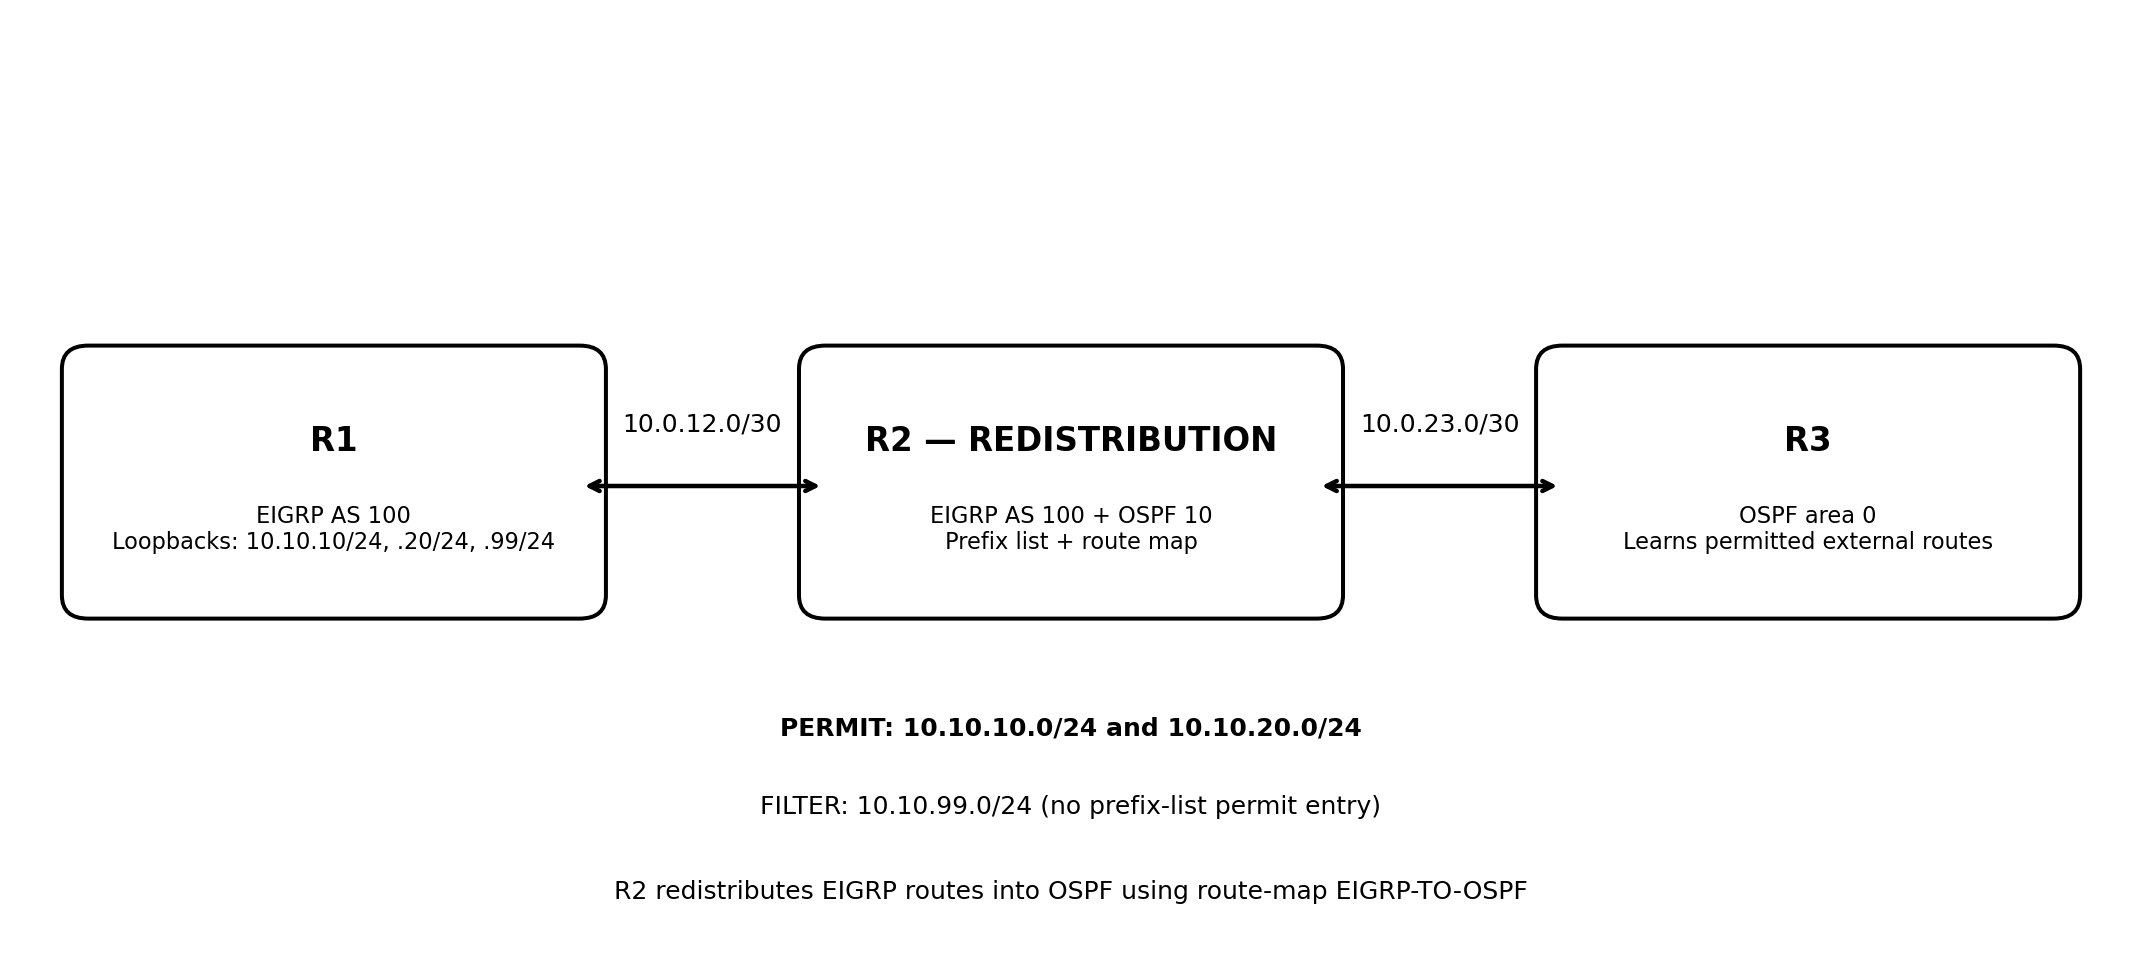 R1
EIGRP AS 100
Loopbacks: 10.10.10/24, .20/24, .99/24
10.0.12.0/30
R2 — REDISTRIBUTION
EIGRP AS 100 + OSPF 10
Prefix list + route map
10.0.23.0/30
R3
OSPF area 0
Learns permitted external routes
PERMIT: 10.10.10.0/24 and 10.10.20.0/24
FILTER: 10.10.99.0/24 (no prefix-list permit entry)
R2 redistributes EIGRP routes into OSPF using route-map EIGRP-TO-OSPF